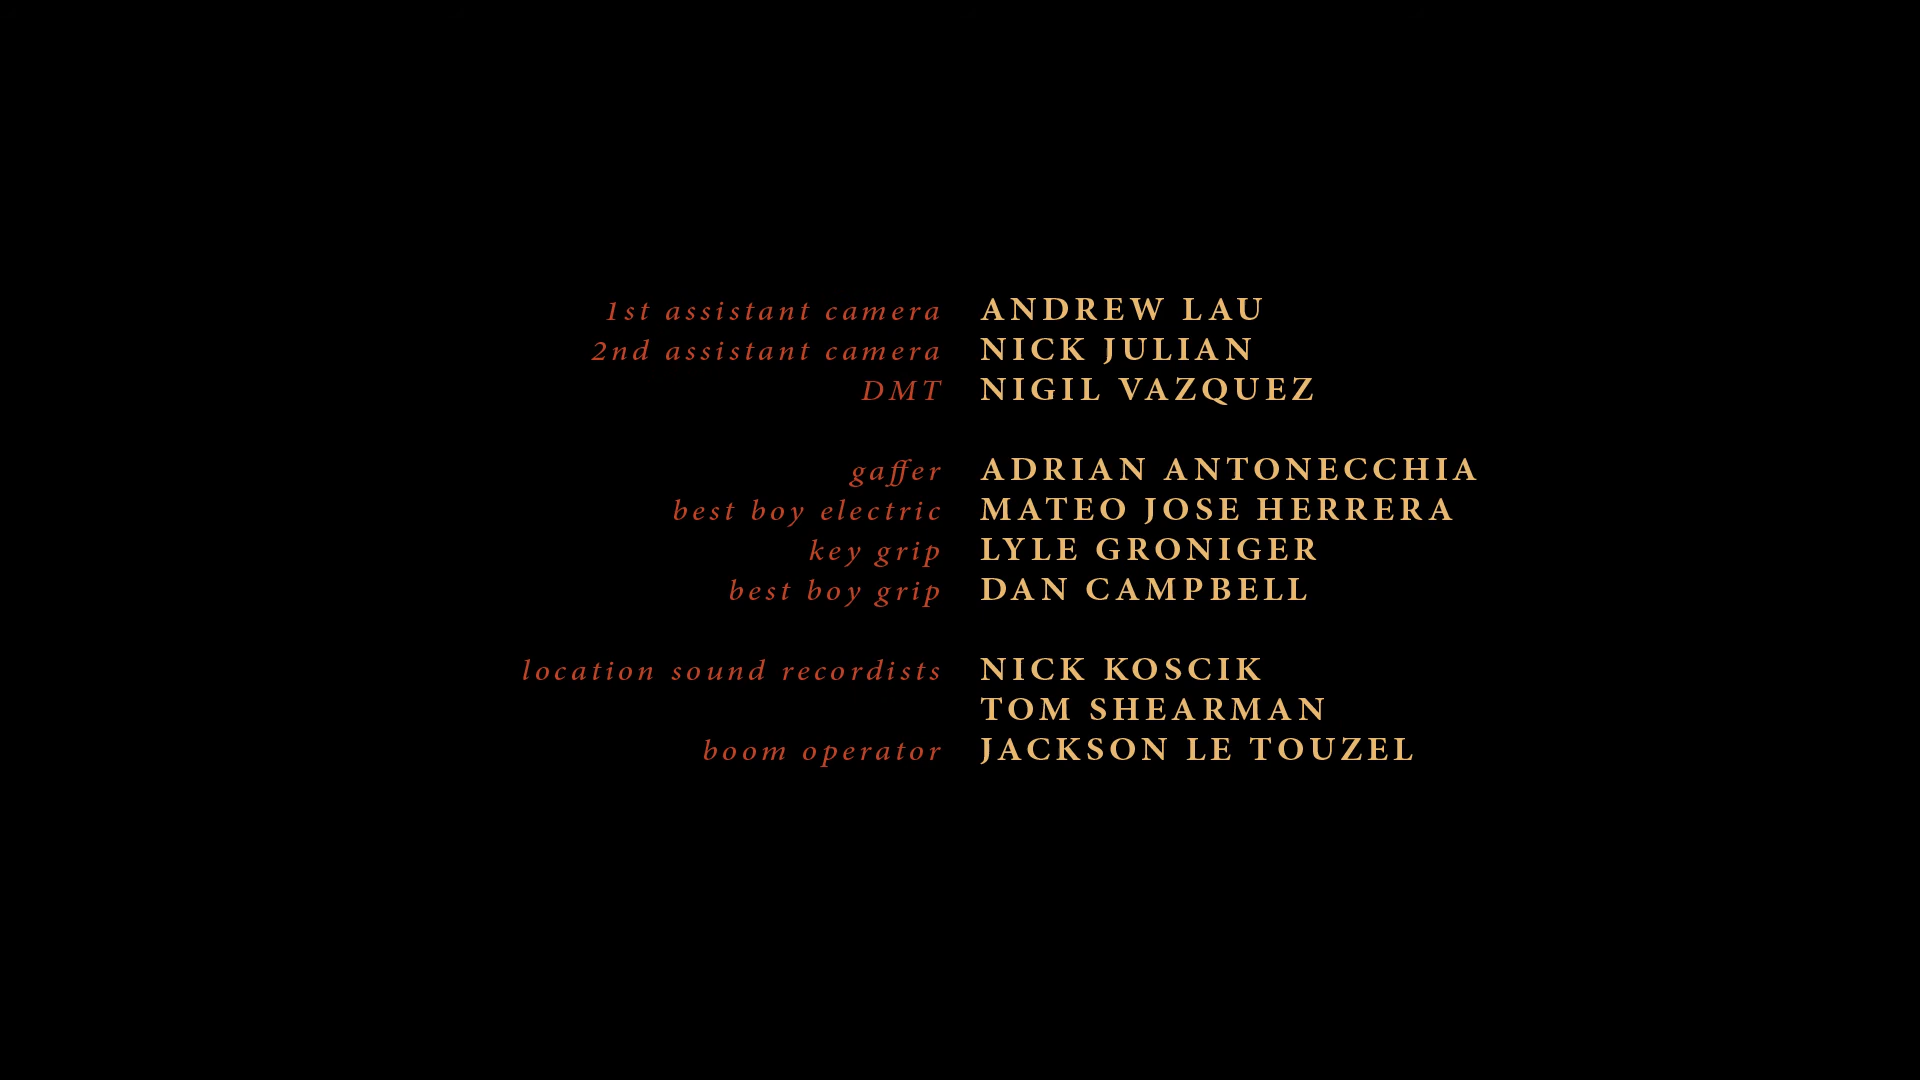 1st assistant camera ANDREW LAU
2nd assistant camera NICK JULIAN
DMT NIGIL VAZQUEZ
gaffer ADRIAN ANTONECCHIA
best boy electric MATEO JOSE HERRERA
key grip LYLE GRONIGER
best boy grip DAN CAMPBELL
location sound recordists NICK KOSCIK
TOM SHEARMAN
boom operator JACKSON LE TOUZEL